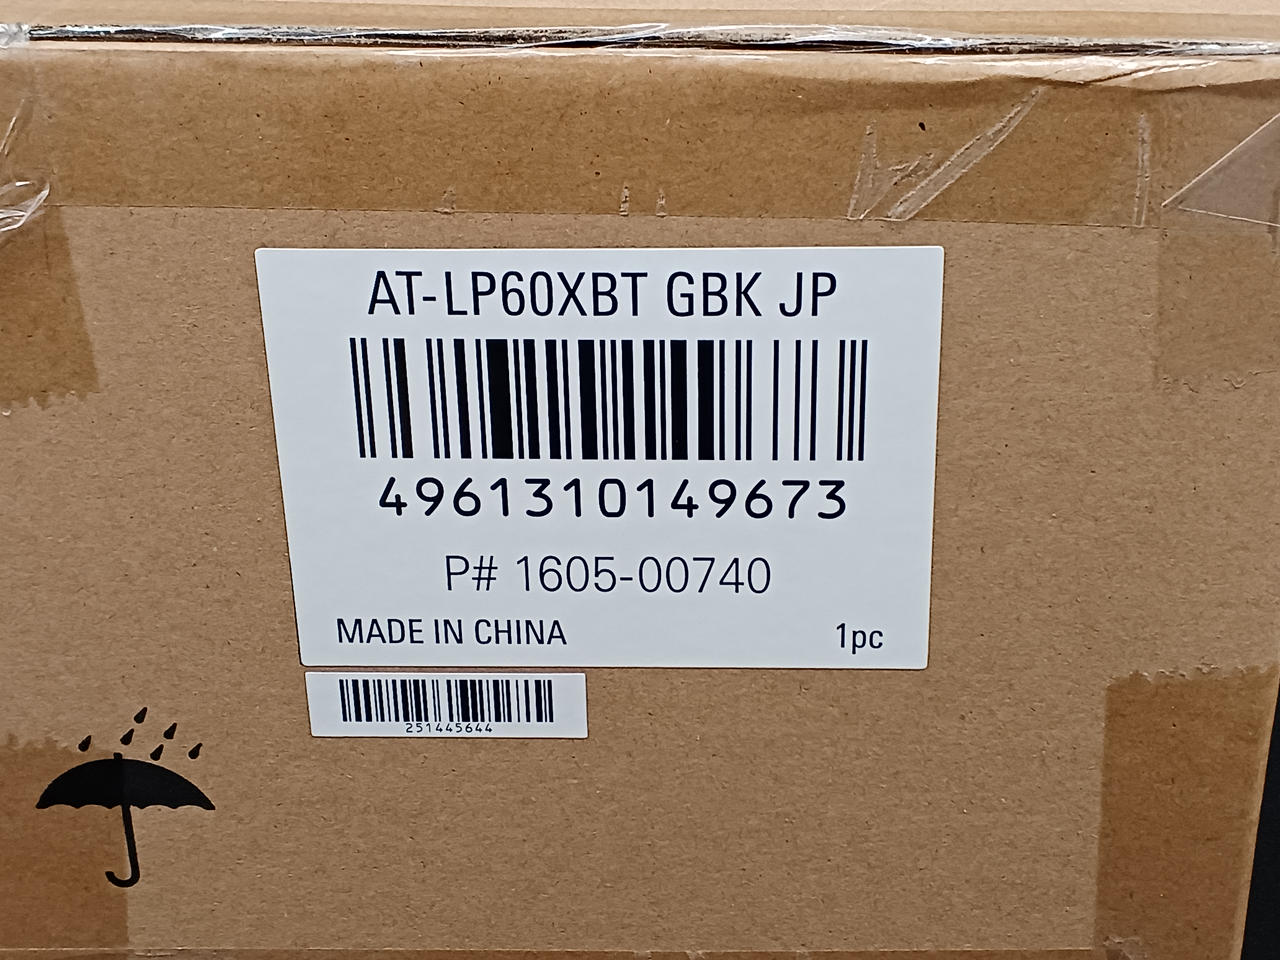 AT-LP60XBT GBK JP
4961310149673
P# 1605-00740
MADE IN CHINA
1pc
251445644